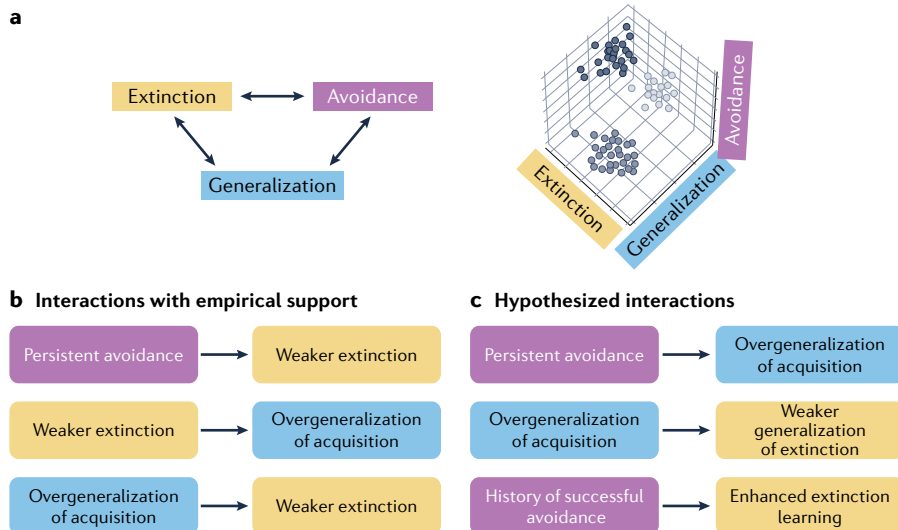 a
Extinction
Avoidance
Generalization
Extinction
Generalization
Avoidance
b Interactions with empirical support
Persistent avoidance
Weaker extinction
Weaker extinction
Overgeneralization
of acquisition
Overgeneralization
of acquisition
Weaker extinction
c Hypothesized interactions
Persistent avoidance
Overgeneralization
of acquisition
Overgeneralization
of acquisition
Weaker
generalization
of extinction
History of successful
avoidance
Enhanced extinction
learning